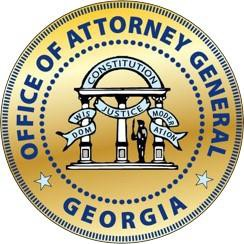 OFFICE OF ATTORNEY GENERAL
CONSTITUTION
WIS
DOM
JUSTICE
MODER
ATION
GEORGIA